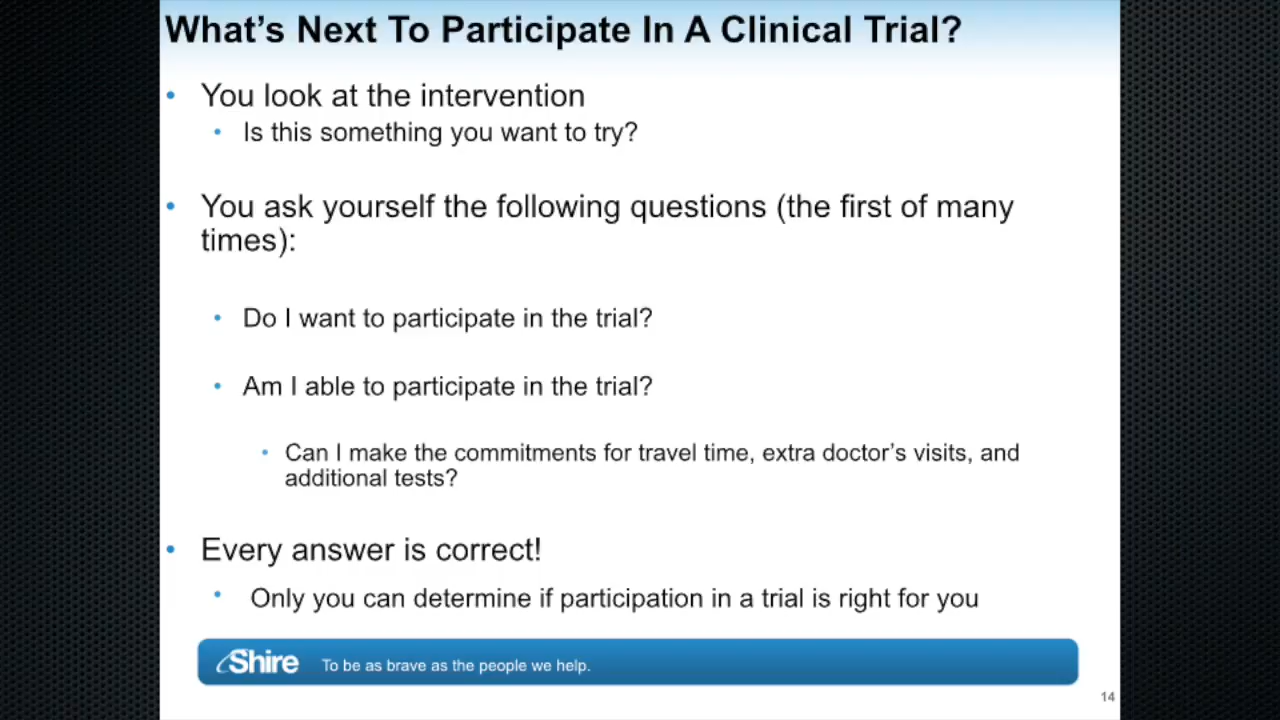 What's Next To Participate In A Clinical Trial?
• You look at the intervention
• Is this something you want to try?
• You ask yourself the following questions (the first of many
times):
• Do I want to participate in the trial?
• Am I able to participate in the trial?
• Can I make the commitments for travel time, extra doctor's visits, and
additional tests?
• Every answer is correct!
• Only you can determine if participation in a trial is right for you
Shire To be as brave as the people we help.
14